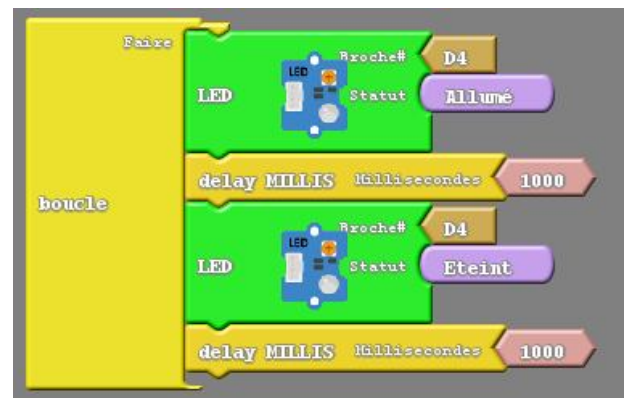 Faire
Broche# D4
LED
LED Statut Allumé
delay MILLIS Millisecondes 1000
boucle
Broche# D4
LED
LED Statut Eteint
delay MILLIS Millisecondes 1000